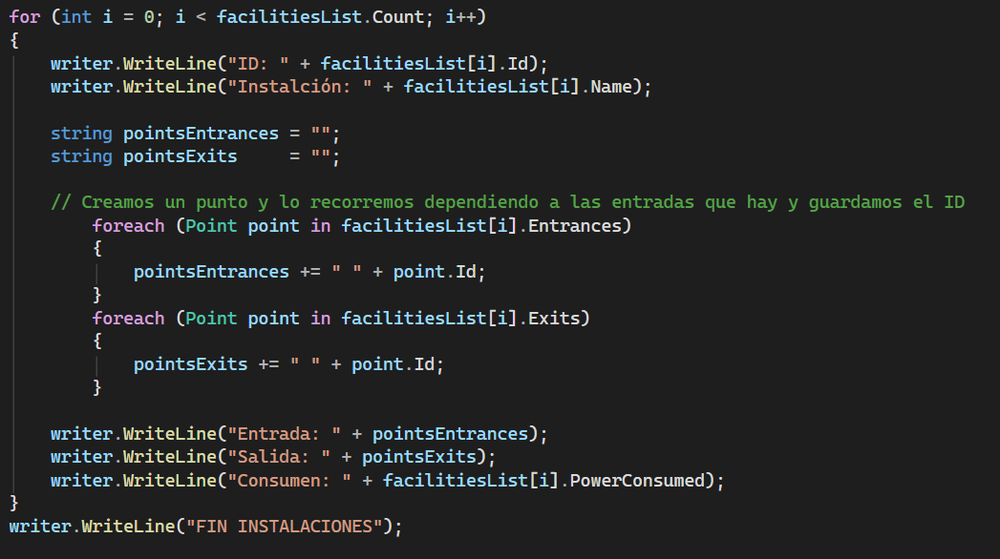 for (int i = 0; i < facilitiesList.Count; i++)
{
    writer.WriteLine("ID: " + facilitiesList[i].Id);
    writer.WriteLine("Instalción: " + facilitiesList[i].Name);

    string pointsEntrances = "";
    string pointsExits     = "";

    // Creamos un punto y lo recorremos dependiendo a las entradas que hay y guardamos el ID
        foreach (Point point in facilitiesList[i].Entrances)
        {
            pointsEntrances += " " + point.Id;
        }
        foreach (Point point in facilitiesList[i].Exits)
        {
            pointsExits += " " + point.Id;
        }

    writer.WriteLine("Entrada: " + pointsEntrances);
    writer.WriteLine("Salida: " + pointsExits);
    writer.WriteLine("Consumen: " + facilitiesList[i].PowerConsumed);
}
writer.WriteLine("FIN INSTALACIONES");